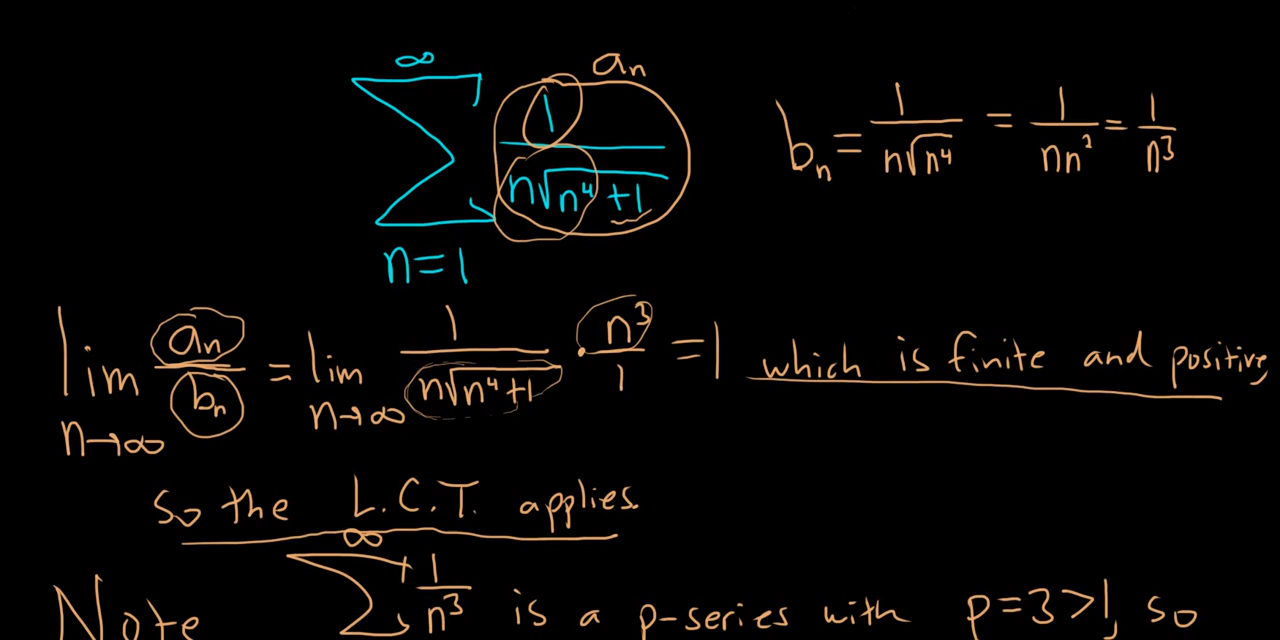 ∞ aₙ
∑ 1/(n√(n⁴+1)) bₙ = 1/(n√n⁴) = 1/(nn²) = 1/n³
n=1
lim n→∞ aₙ/bₙ = lim n→∞ 1/(n√(n⁴+1)) · n³/1 = 1 which is finite and positive,
so the L.C.T. applies.
Note ∞ ∑ 1/n³ is a p-series with p=3>1, so